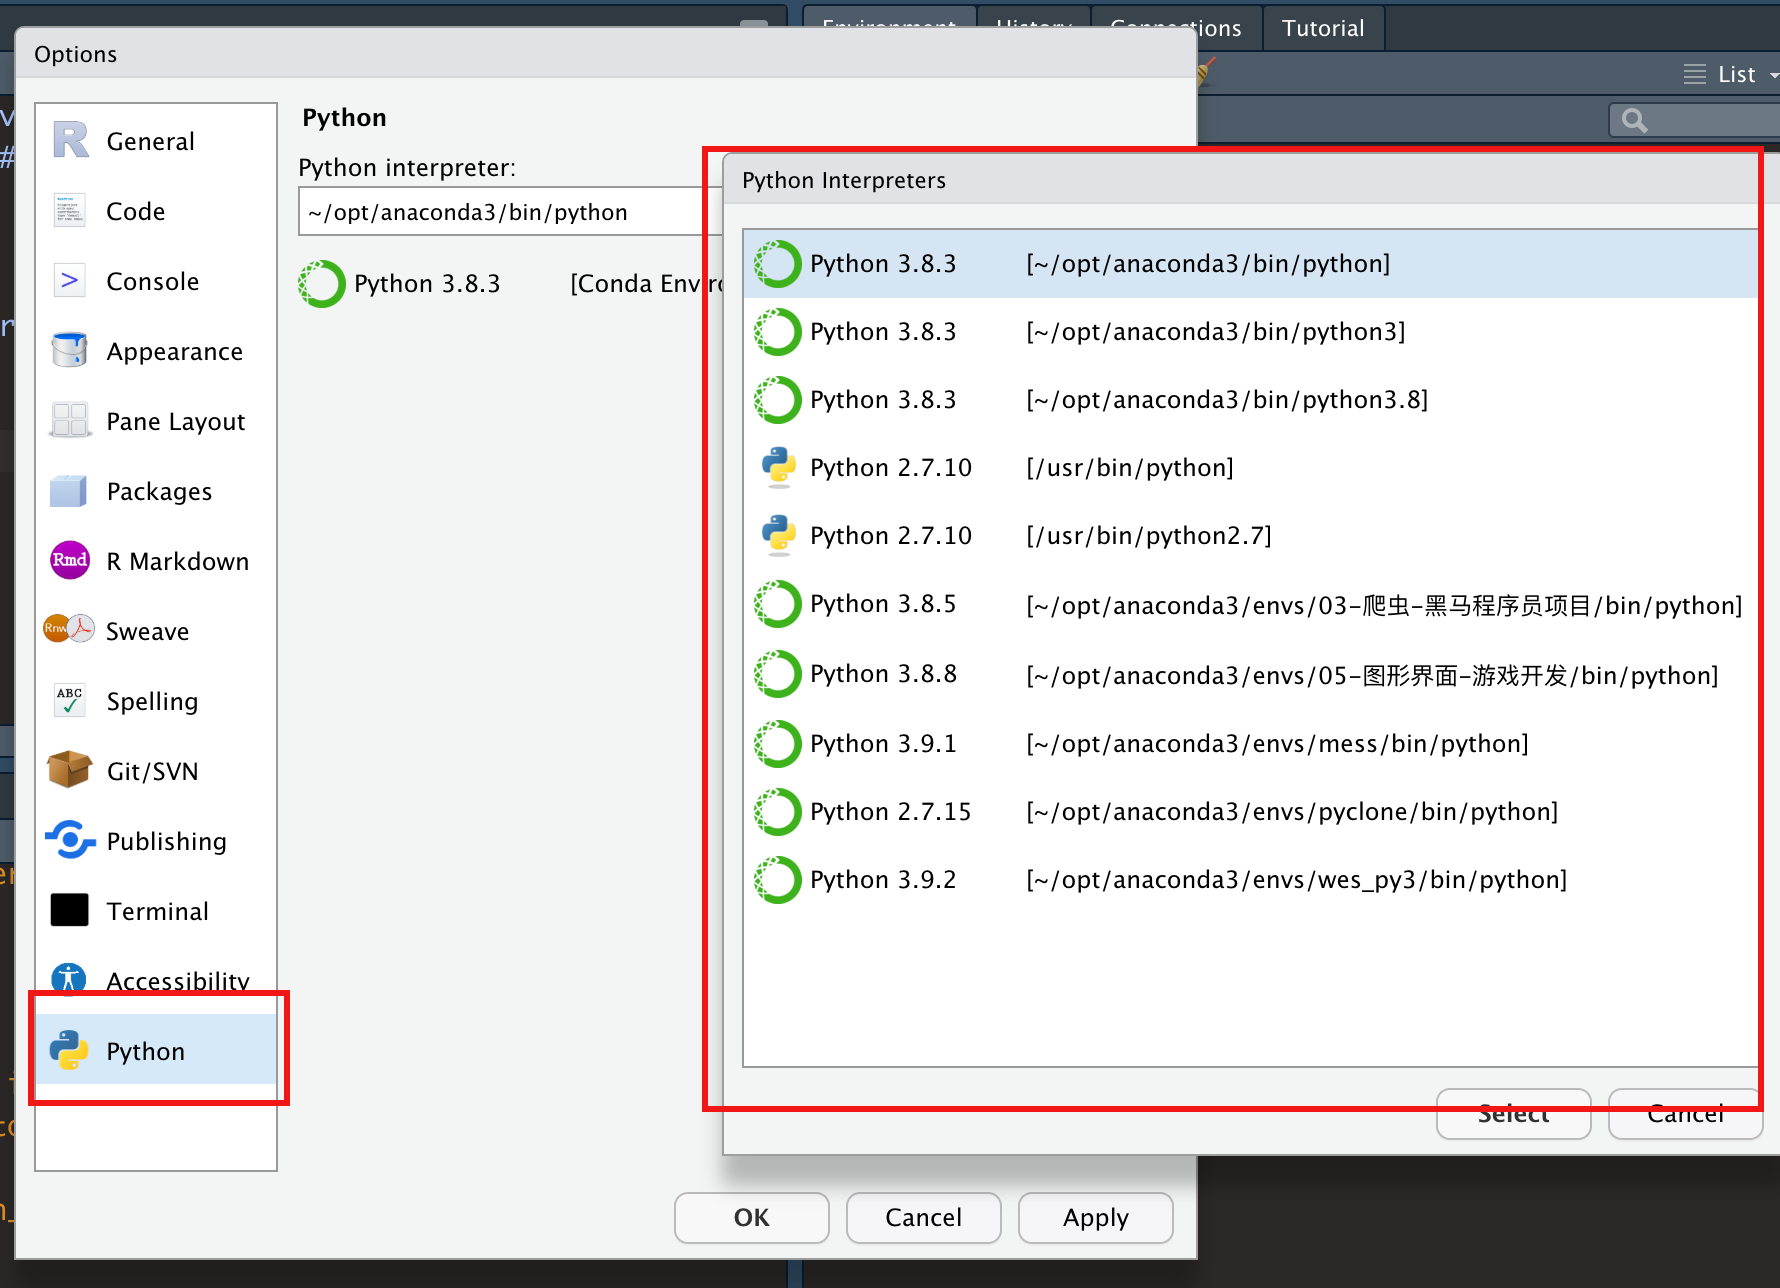 Environment
History
Connections
Tutorial
List
Options
General
Code
Console
Appearance
Pane Layout
Packages
Rmd
R Markdown
Rnw
Sweave
ABC
Spelling
Git/SVN
Publishing
Terminal
Accessibility
Python
Python
Python interpreter:
~/opt/anaconda3/bin/python
Python 3.8.3 [Conda Enviro
Python Interpreters
Python 3.8.3 [~/opt/anaconda3/bin/python]
Python 3.8.3 [~/opt/anaconda3/bin/python3]
Python 3.8.3 [~/opt/anaconda3/bin/python3.8]
Python 2.7.10 [/usr/bin/python]
Python 2.7.10 [/usr/bin/python2.7]
Python 3.8.5 [~/opt/anaconda3/envs/03-爬虫-黑马程序员项目/bin/python]
Python 3.8.8 [~/opt/anaconda3/envs/05-图形界面-游戏开发/bin/python]
Python 3.9.1 [~/opt/anaconda3/envs/mess/bin/python]
Python 2.7.15 [~/opt/anaconda3/envs/pyclone/bin/python]
Python 3.9.2 [~/opt/anaconda3/envs/wes_py3/bin/python]
Select
Cancel
OK
Cancel
Apply